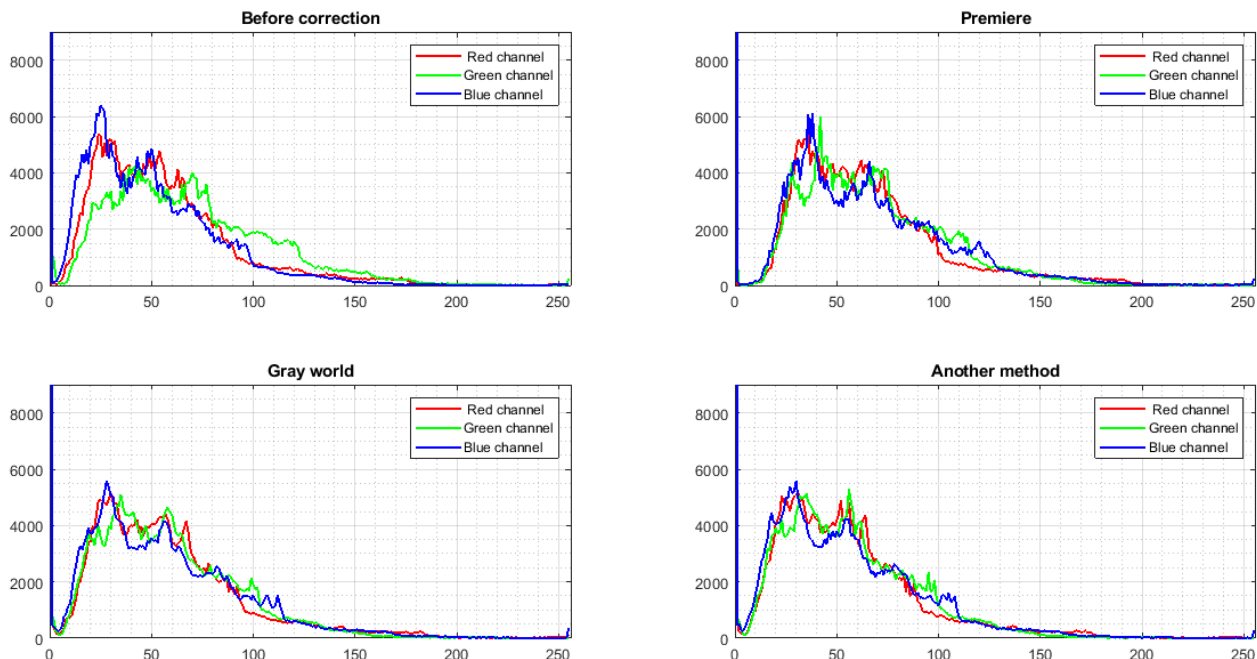 Before correction
8000
6000
4000
2000
0
0 50 100 150 200 250
Red channel
Green channel
Blue channel
Premiere
8000
6000
4000
2000
0
0 50 100 150 200 250
Red channel
Green channel
Blue channel
Gray world
8000
6000
4000
2000
0
0 50 100 150 200 250
Red channel
Green channel
Blue channel
Another method
8000
6000
4000
2000
0
0 50 100 150 200 250
Red channel
Green channel
Blue channel